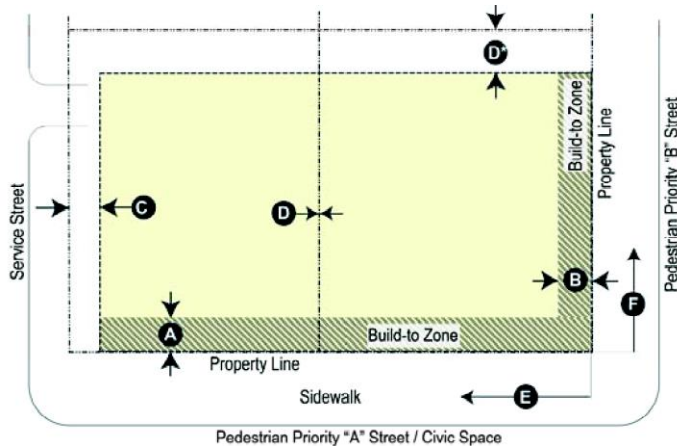 D*
Build-to Zone
Property Line
Pedestrian Priority "B" Street
Service Street
C
D
B
F
A
Build-to Zone
Property Line
Sidewalk
E
Pedestrian Priority "A" Street / Civic Space